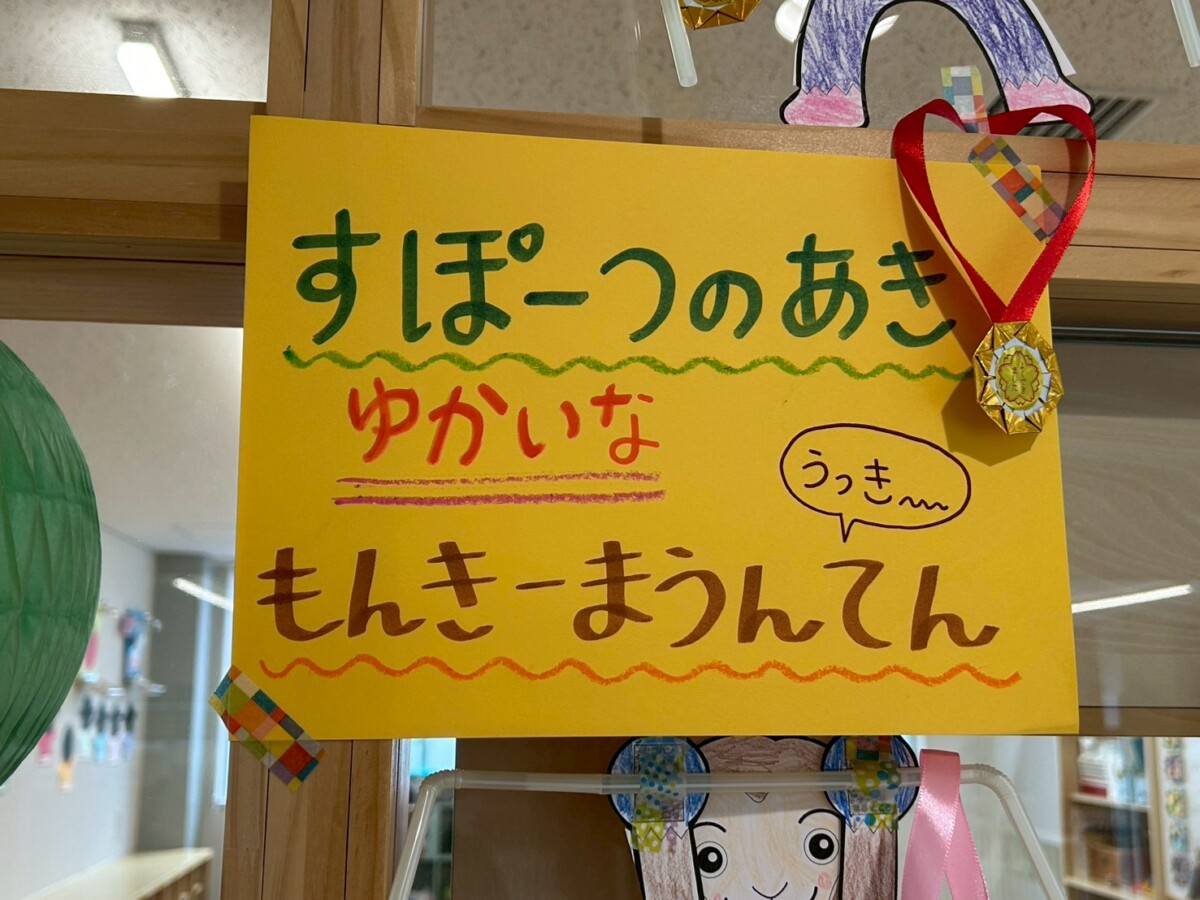 すぽーつのあき
ゆかいな
うっき〜
もんきーまうんてん